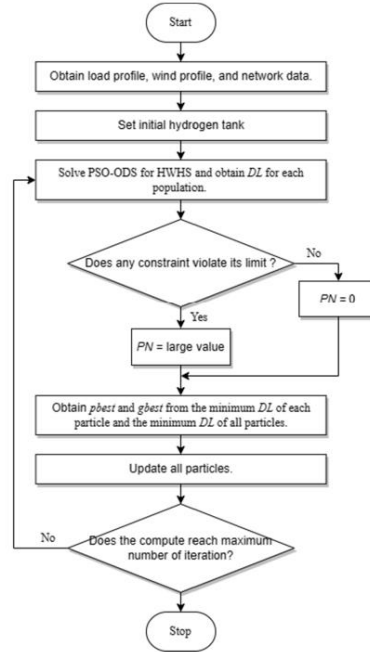 Start
Obtain load profile, wind profile, and network data.
Set initial hydrogen tank
Solve PSO-ODS for HWHS and obtain DL for each
population.
Does any constraint violate its limit ?
No
PN = 0
Yes
PN = large value
Obtain pbest and gbest from the minimum DL of each
particle and the minimum DL of all particles.
Update all particles.
No
Does the compute reach maximum
number of iteration?
Stop